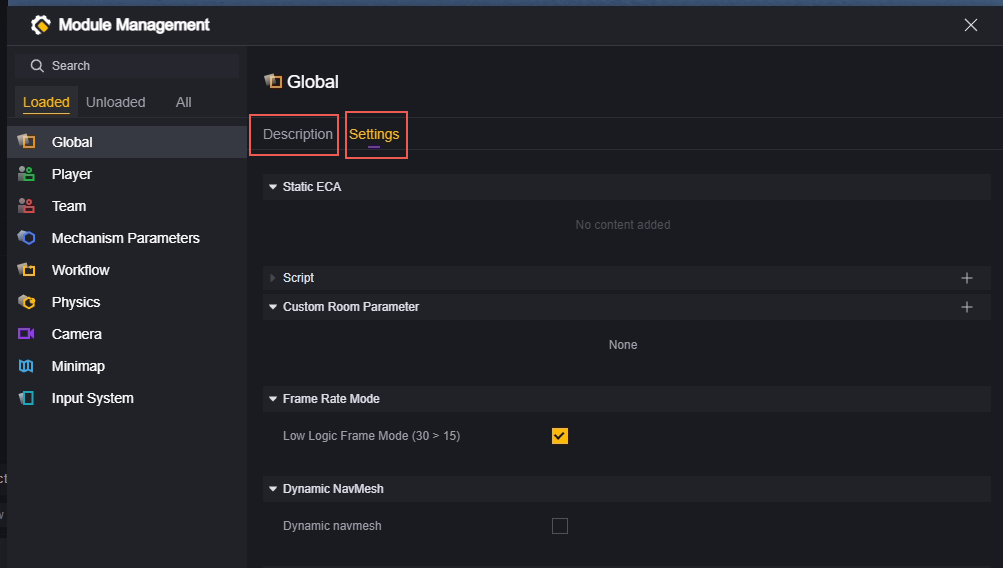 Module Management
Search
Loaded Unloaded All
Global
Player
Team
Mechanism Parameters
Workflow
Physics
Camera
Minimap
Input System
Global
Description Settings
Static ECA
No content added
Script
Custom Room Parameter
None
Frame Rate Mode
Low Logic Frame Mode (30 > 15)
Dynamic NavMesh
Dynamic navmesh